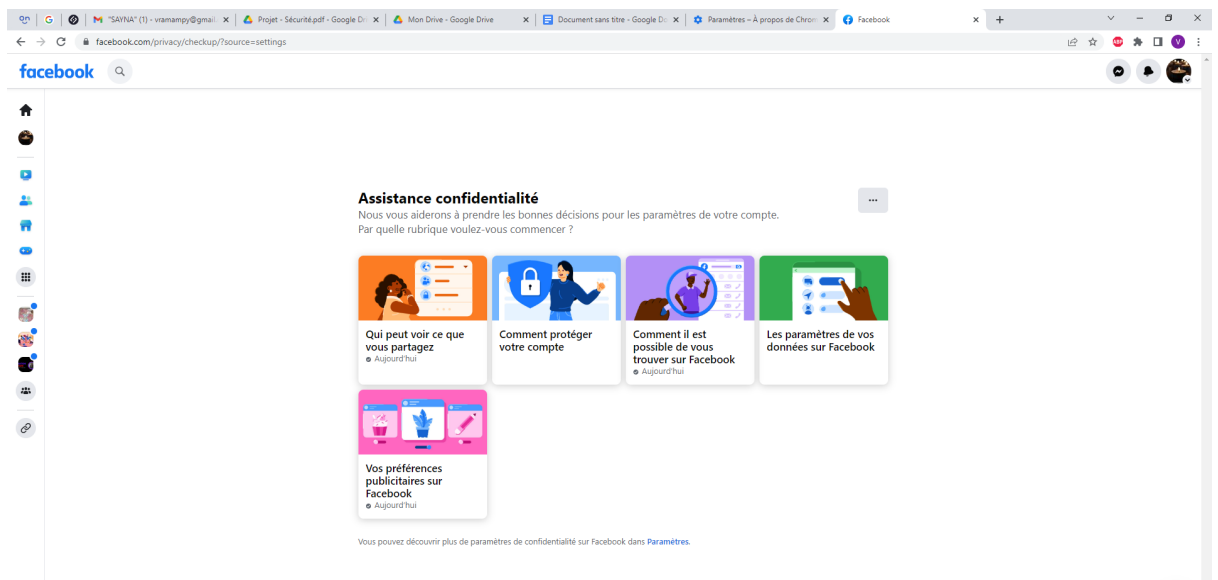 "SAYNA" (1) - vramampy@gmail.
Projet - Sécurité.pdf - Google Dri
Mon Drive - Google Drive
Document sans titre - Google Do
Paramètres – À propos de Chrom
Facebook
facebook.com/privacy/checkup/?source=settings
ABP
V
facebook
Assistance confidentialité
Nous vous aiderons à prendre les bonnes décisions pour les paramètres de votre compte.
Par quelle rubrique voulez-vous commencer ?
Qui peut voir ce que
vous partagez
Aujourd'hui
Comment protéger
votre compte
Comment il est
possible de vous
trouver sur Facebook
Aujourd'hui
Les paramètres de vos
données sur Facebook
Vos préférences
publicitaires sur
Facebook
Aujourd'hui
Vous pouvez découvrir plus de paramètres de confidentialité sur Facebook dans Paramètres.